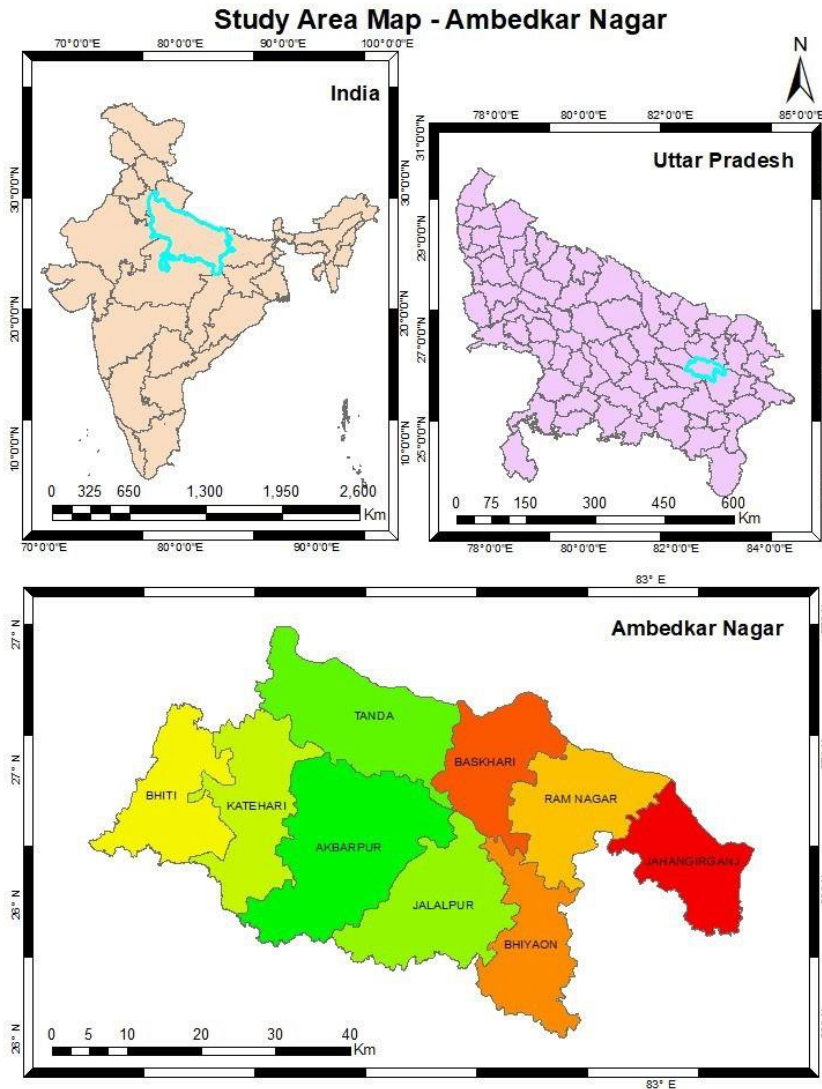 Study Area Map - Ambedkar Nagar
N
70°0'0"E 80°0'0"E 90°0'0"E 100°0'0"E
India
30°0'0"N 30°0'0"N
20°0'0"N 20°0'0"N
10°0'0"N 10°0'0"N
0 325 650 1,300 1,950 2,600
Km
70°0'0"E 80°0'0"E 90°0'0"E
78°0'0"E 80°0'0"E 82°0'0"E 85°0'0"E
Uttar Pradesh
31°0'0"N
29°0'0"N
27°0'0"N
25°0'0"N
0 75 150 300 450 600
Km
78°0'0"E 80°0'0"E 82°0'0"E 84°0'0"E
83° E
Ambedkar Nagar
27° N
27° N
26° N
26° N
TANDA
BASKHARI
BHITI
KATEHARI
RAM NAGAR
AKBARPUR
JAHANGIRGANJ
JALALPUR
BHIYAON
0 5 10 20 30 40
Km
83° E